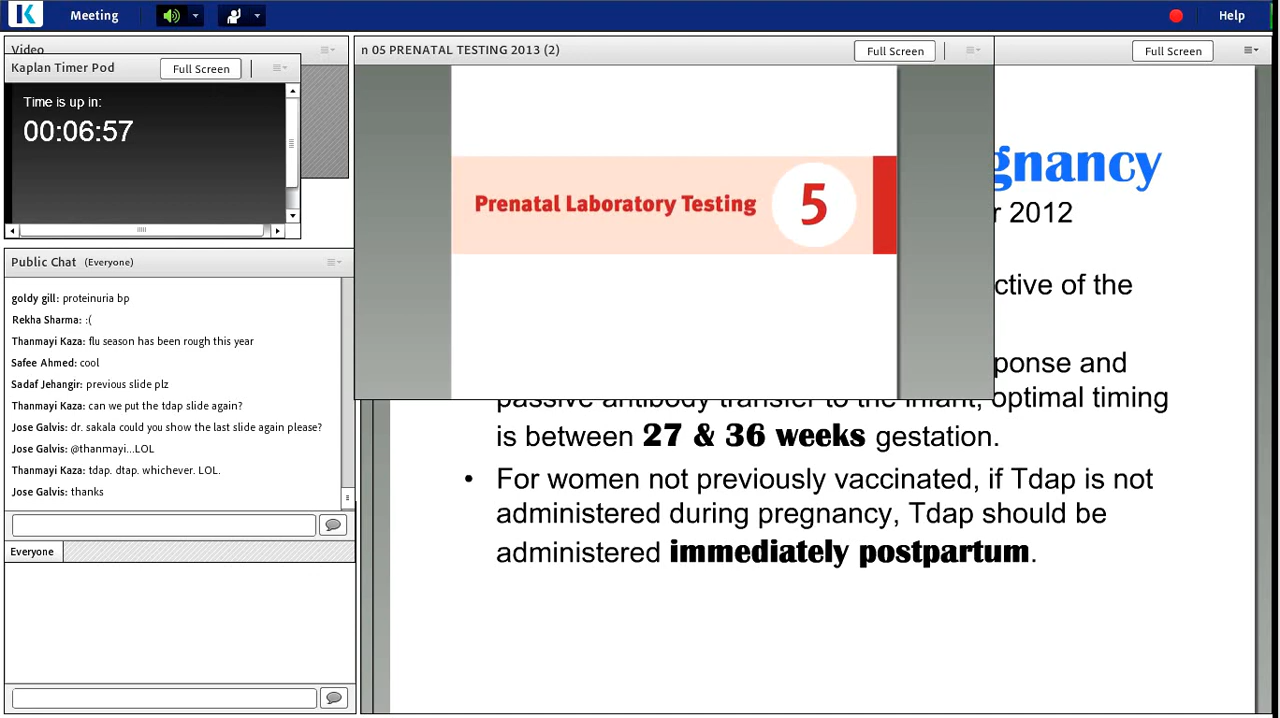 K
Meeting
Help
Video
Kaplan Timer Pod
Full Screen
Time is up in:
00:06:57
Public Chat (Everyone)
goldy gill: proteinuria bp
Rekha Sharma: :(
Thanmayi Kaza: flu season has been rough this year
Safee Ahmed: cool
Sadaf Jehangir: previous slide plz
Thanmayi Kaza: can we put the tdap slide again?
Jose Galvis: dr. sakala could you show the last slide again please?
Jose Galvis: @thanmayi...LOL
Thanmayi Kaza: tdap. dtap. whichever. LOL.
Jose Galvis: thanks
Everyone
n 05 PRENATAL TESTING 2013 (2)
Full Screen
Prenatal Laboratory Testing 5
Full Screen
gnancy
r 2012
ctive of the
ponse and
passive antibody transfer to the infant, optimal timing
is between 27 & 36 weeks gestation.
• For women not previously vaccinated, if Tdap is not
administered during pregnancy, Tdap should be
administered immediately postpartum.